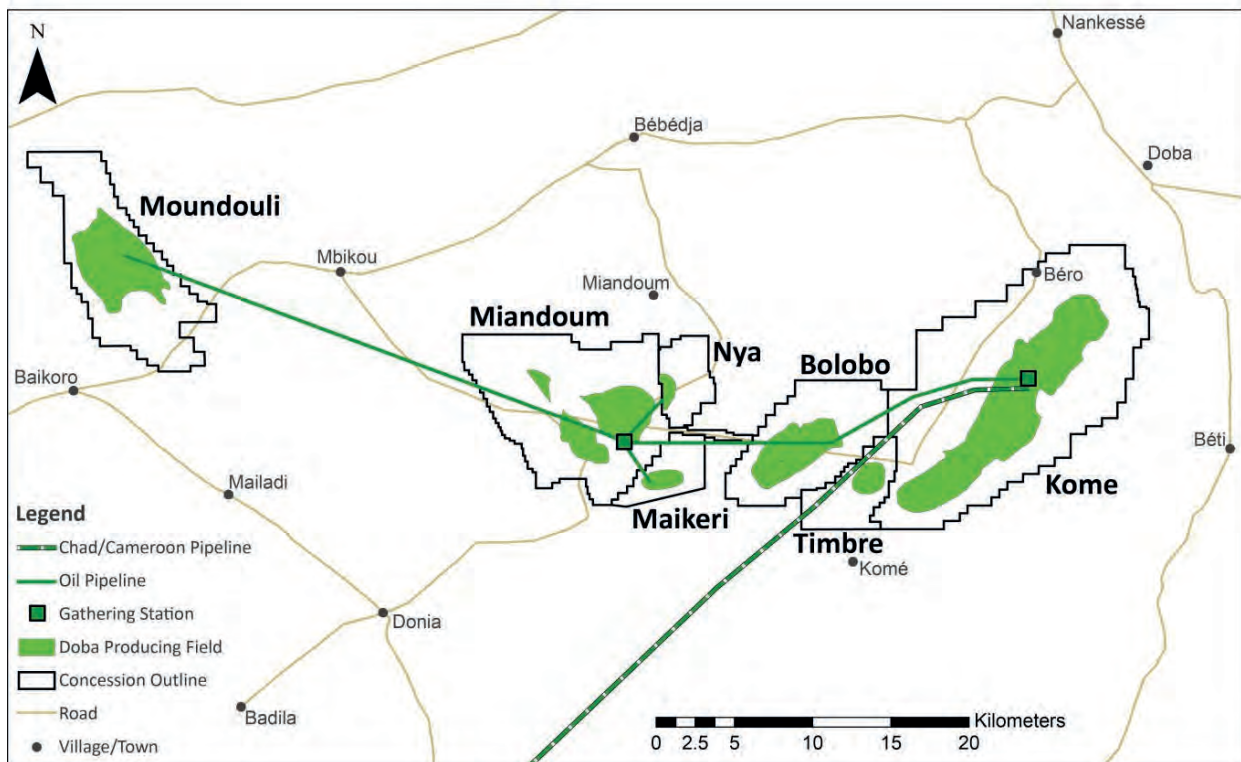 N
Nankessé
Bébédja
Doba
Moundouli
Mbikou
Miandoum
Béro
Miandoum
Nya
Bolobo
Baikoro
Béti
Mailadi
Kome
Maikeri
Timbre
Komé
Legend
Chad/Cameroon Pipeline
Oil Pipeline
Gathering Station
Doba Producing Field
Concession Outline
Road
Village/Town
Donia
Badila
Kilometers
0 2.5 5 10 15 20